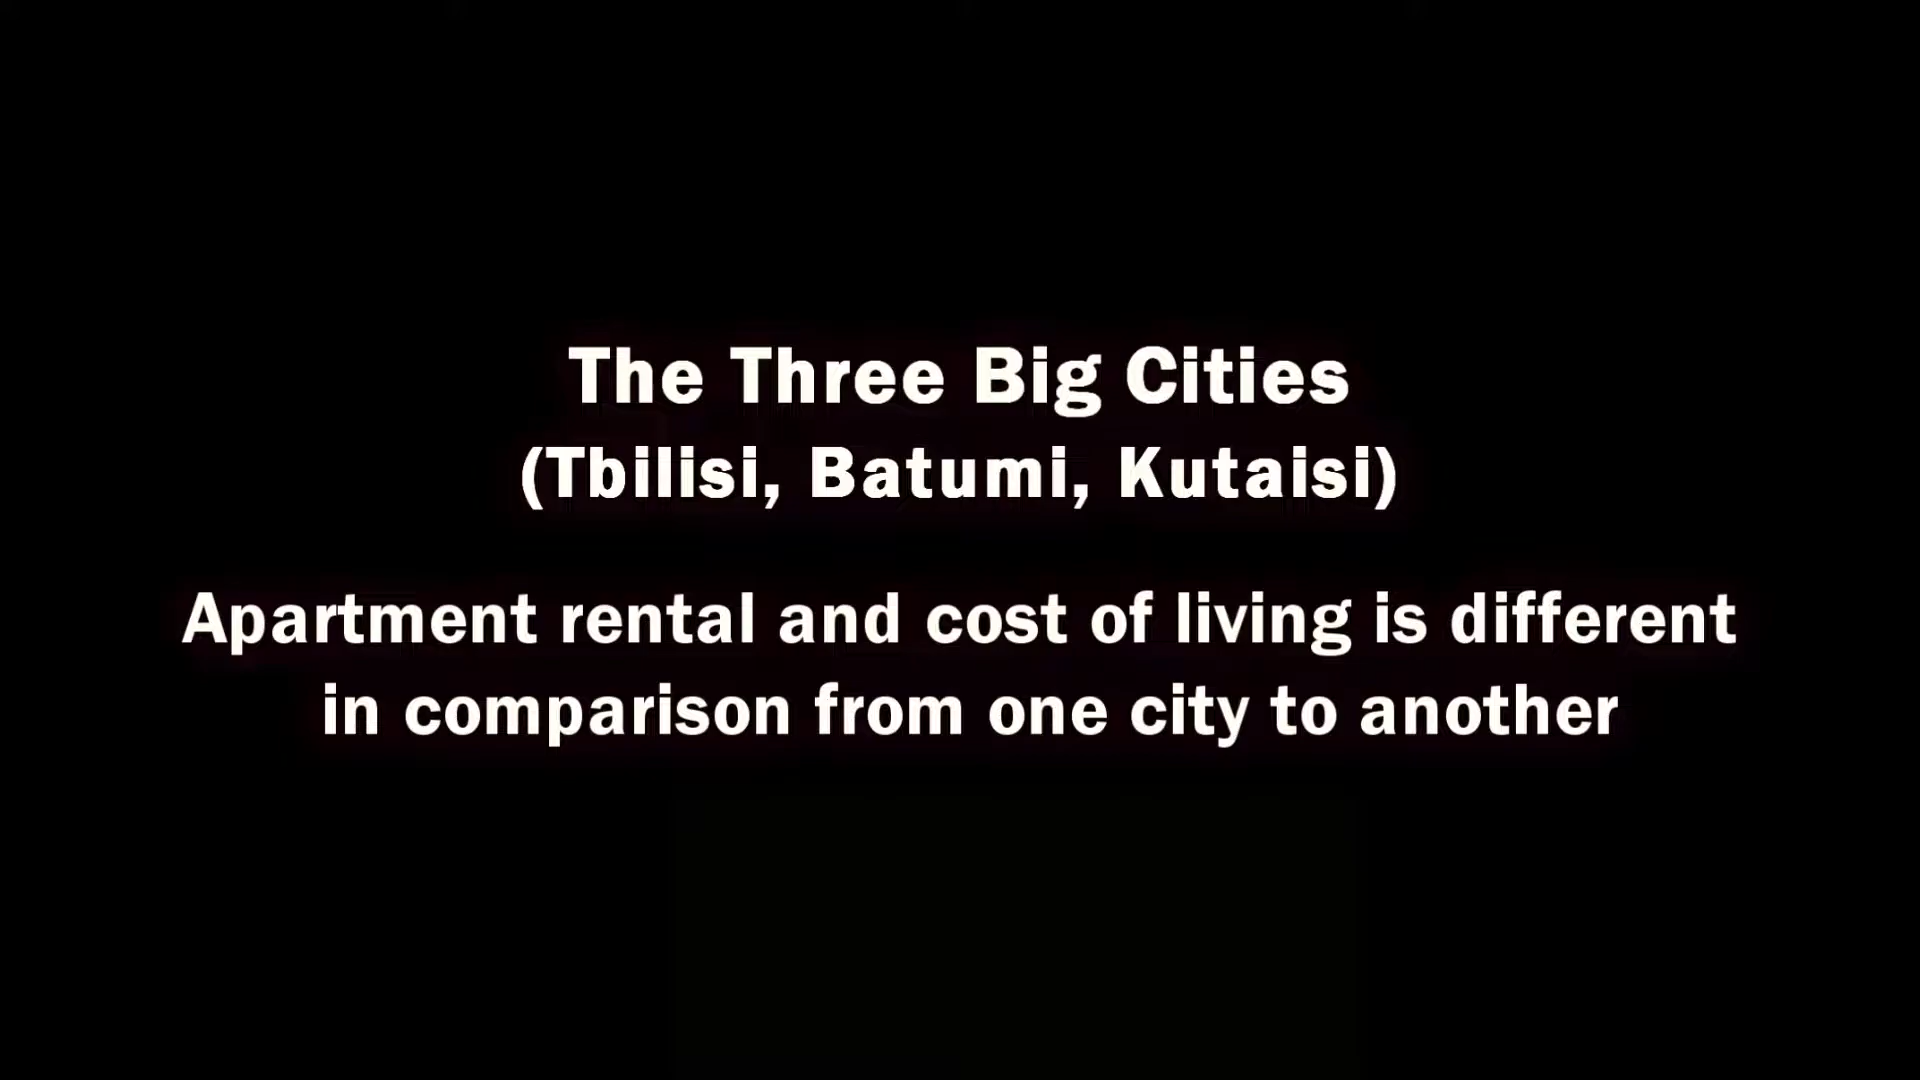 The Three Big Cities
(Tbilisi, Batumi, Kutaisi)
Apartment rental and cost of living is different
in comparison from one city to another